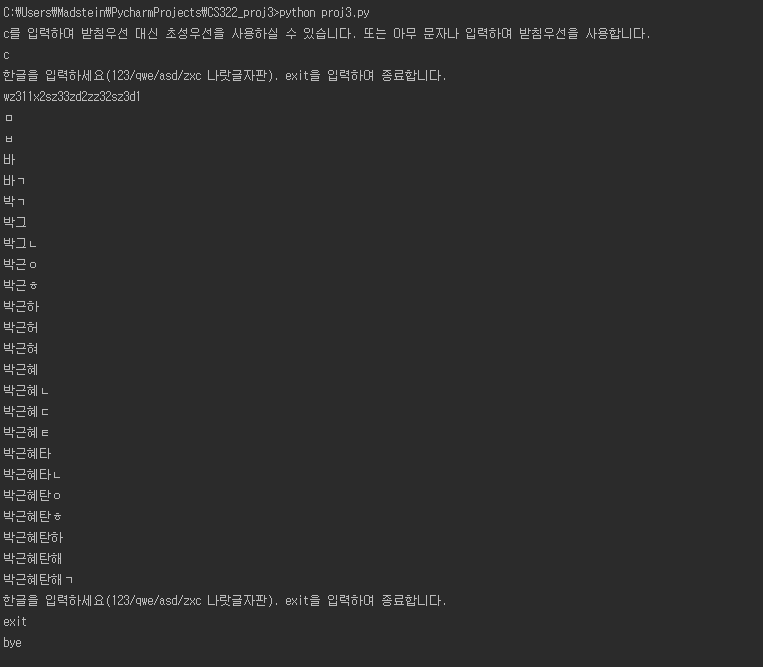 C:₩Users₩Madstein₩PycharmProjects₩CS322_proj3>python proj3.py
c를 입력하여 받침우선 대신 초성우선을 사용하실 수 있습니다. 또는 아무 문자나 입력하여 받침우선을 사용합니다.
c
한글을 입력하세요(123/qwe/asd/zxc 나랏글자판). exit을 입력하여 종료합니다.
wz311x2sz33zd2zz32sz3d1
ㅁ
ㅂ
바
바ㄱ
박ㄱ
박그
박그ㄴ
박근ㅇ
박근ㅎ
박근하
박근허
박근혀
박근혜
박근혜ㄴ
박근혜ㄷ
박근혜ㅌ
박근혜타
박근혜타ㄴ
박근혜탄ㅇ
박근혜탄ㅎ
박근혜탄하
박근혜탄해
박근혜탄해ㄱ
한글을 입력하세요(123/qwe/asd/zxc 나랏글자판). exit을 입력하여 종료합니다.
exit
bye